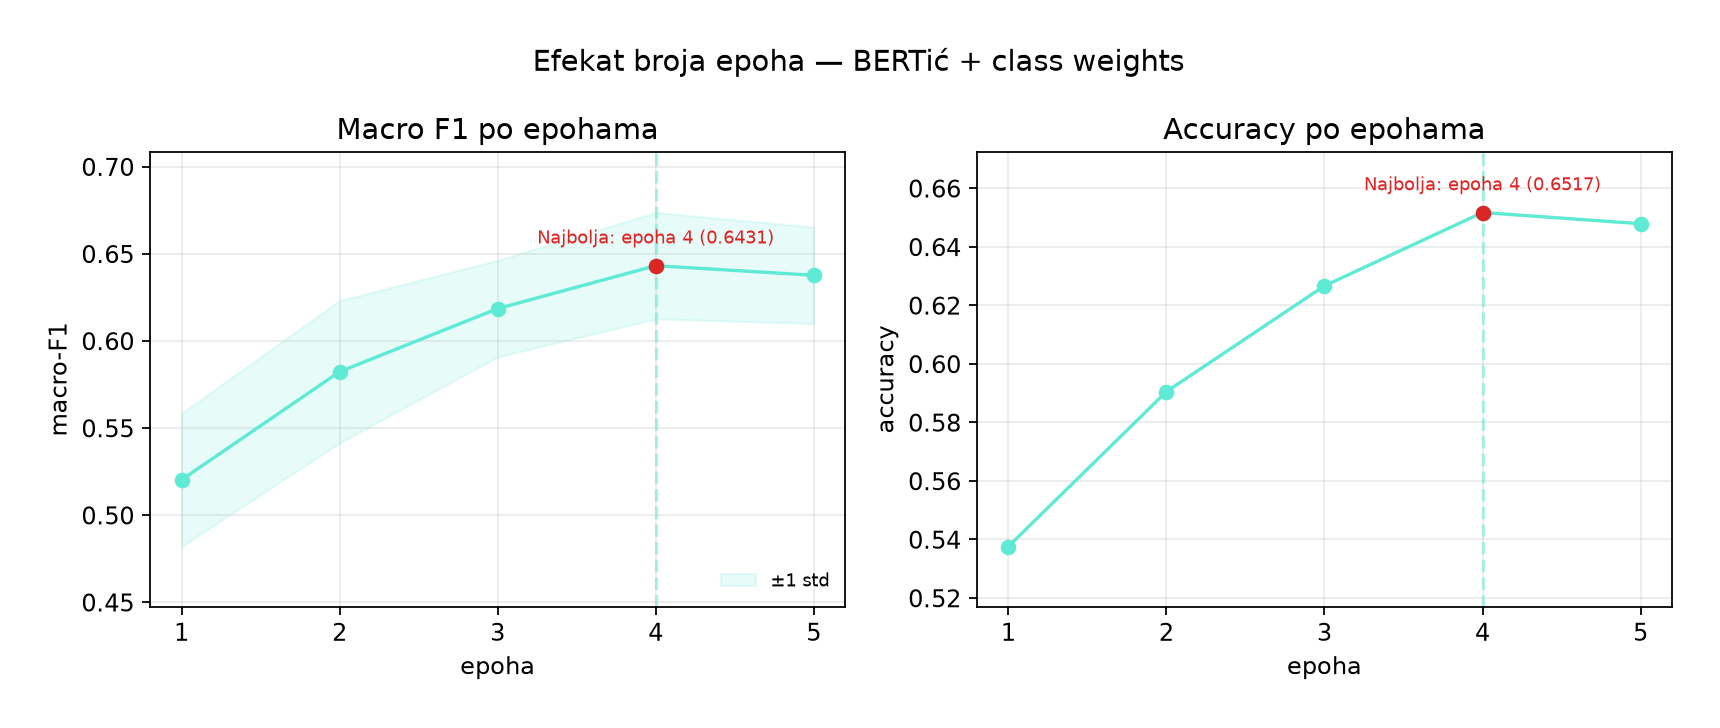 Efekat broja epoha — BERTić + class weights
Macro F1 po epohama
0.70
0.65
0.60
0.55
0.50
0.45
macro-F1
Najbolja: epoha 4 (0.6431)
±1 std
1 2 3 4 5
epoha
Accuracy po epohama
0.66
0.64
0.62
0.60
0.58
0.56
0.54
0.52
accuracy
Najbolja: epoha 4 (0.6517)
1 2 3 4 5
epoha